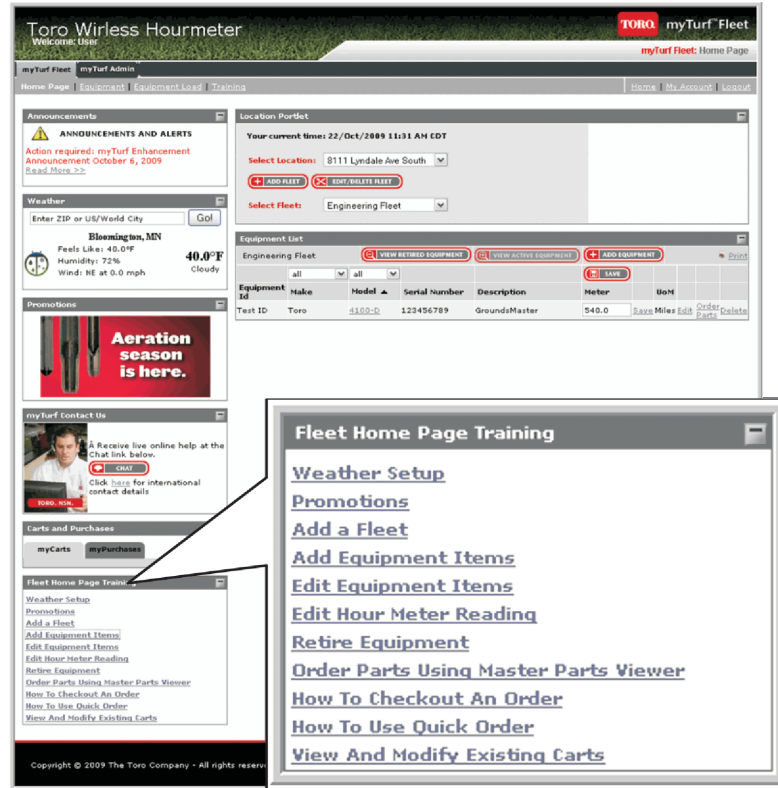 Toro Wirless Hourmeter
Welcome: User
TORO. myTurf™Fleet
myTurf Fleet: Home Page
myTurf Fleet myTurf Admin
Home Page | Equipment | Equipment Load | Training
Home | My Account | Logout
Announcements
ANNOUNCEMENTS AND ALERTS
Action required: myTurf Enhancement
Announcement October 6, 2009
Read More >>
Weather
Enter ZIP or US/World City Go!
Bloomington, MN
Feels Like: 40.0°F
Humidity: 72%
Wind: NE at 0.0 mph
40.0°F
Cloudy
Promotions
Aeration
season
is here.
myTurf Contact Us
Â Receive live online help at the
Chat link below.
CHAT
Click here for international
contact details
TORO. NSN.
Carts and Purchases
myCarts myPurchases
Fleet Home Page Training
Weather Setup
Promotions
Add a Fleet
Add Equipment Items
Edit Equipment Items
Edit Hour Meter Reading
Retire Equipment
Order Parts Using Master Parts Viewer
How To Checkout An Order
How To Use Quick Order
View And Modify Existing Carts
Location Portlet
Your current time: 22/Oct/2009 11:31 AM CDT
Select Location: 8111 Lyndale Ave South
ADD FLEET EDIT/DELETE FLEET
Select Fleet: Engineering Fleet
Equipment List
Engineering Fleet VIEW RETIRED EQUIPMENT VIEW ACTIVE EQUIPMENT ADD EQUIPMENT Print
all all SAVE
Equipment Id Make Model Serial Number Description Meter UoM
Test ID Toro 4100-D 123456789 GroundsMaster 540.0 Save Miles Edit Order Parts Delete
Fleet Home Page Training
Weather Setup
Promotions
Add a Fleet
Add Equipment Items
Edit Equipment Items
Edit Hour Meter Reading
Retire Equipment
Order Parts Using Master Parts Viewer
How To Checkout An Order
How To Use Quick Order
View And Modify Existing Carts
Copyright © 2009 The Toro Company - All rights